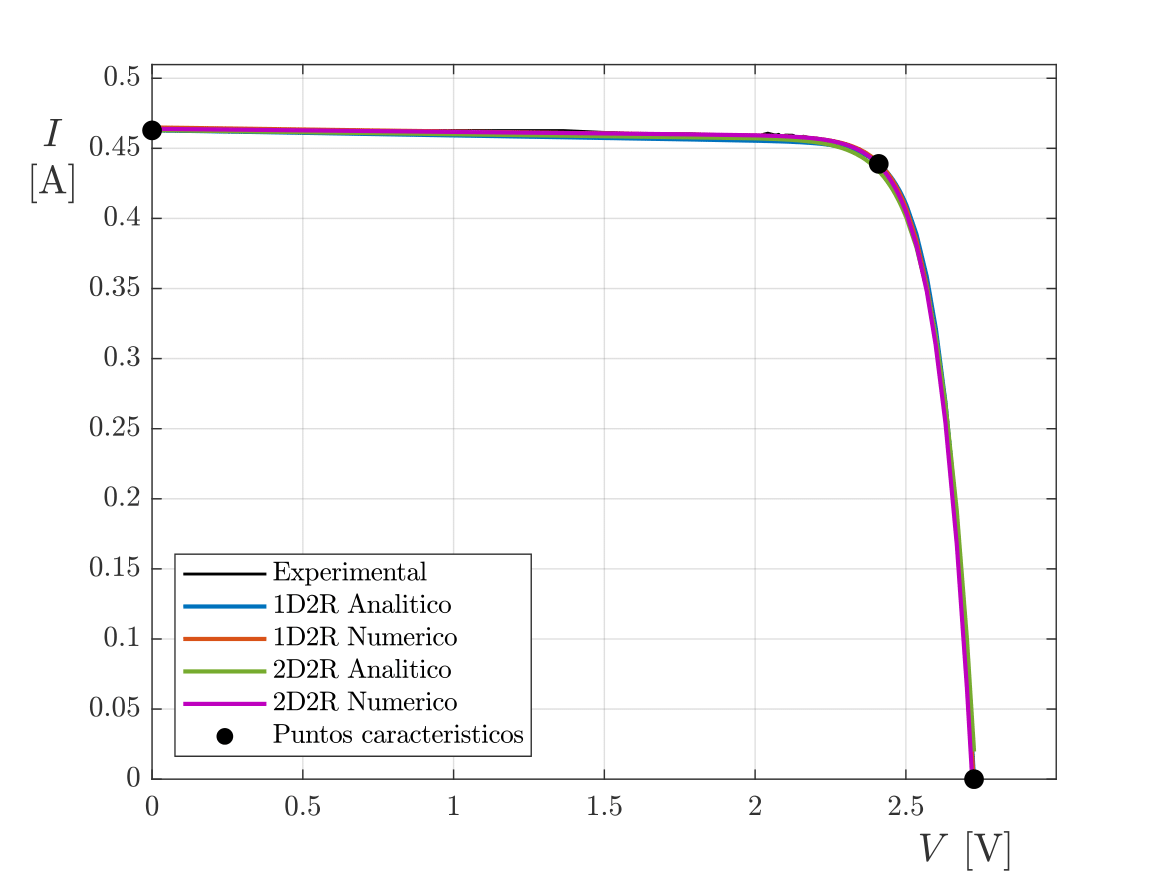 0.5
I
[A]
0.45
0.4
0.35
0.3
0.25
0.2
0.15
0.1
0.05
0
Experimental
1D2R Analitico
1D2R Numerico
2D2R Analitico
2D2R Numerico
Puntos caracteristicos
0 0.5 1 1.5 2 2.5
V [V]